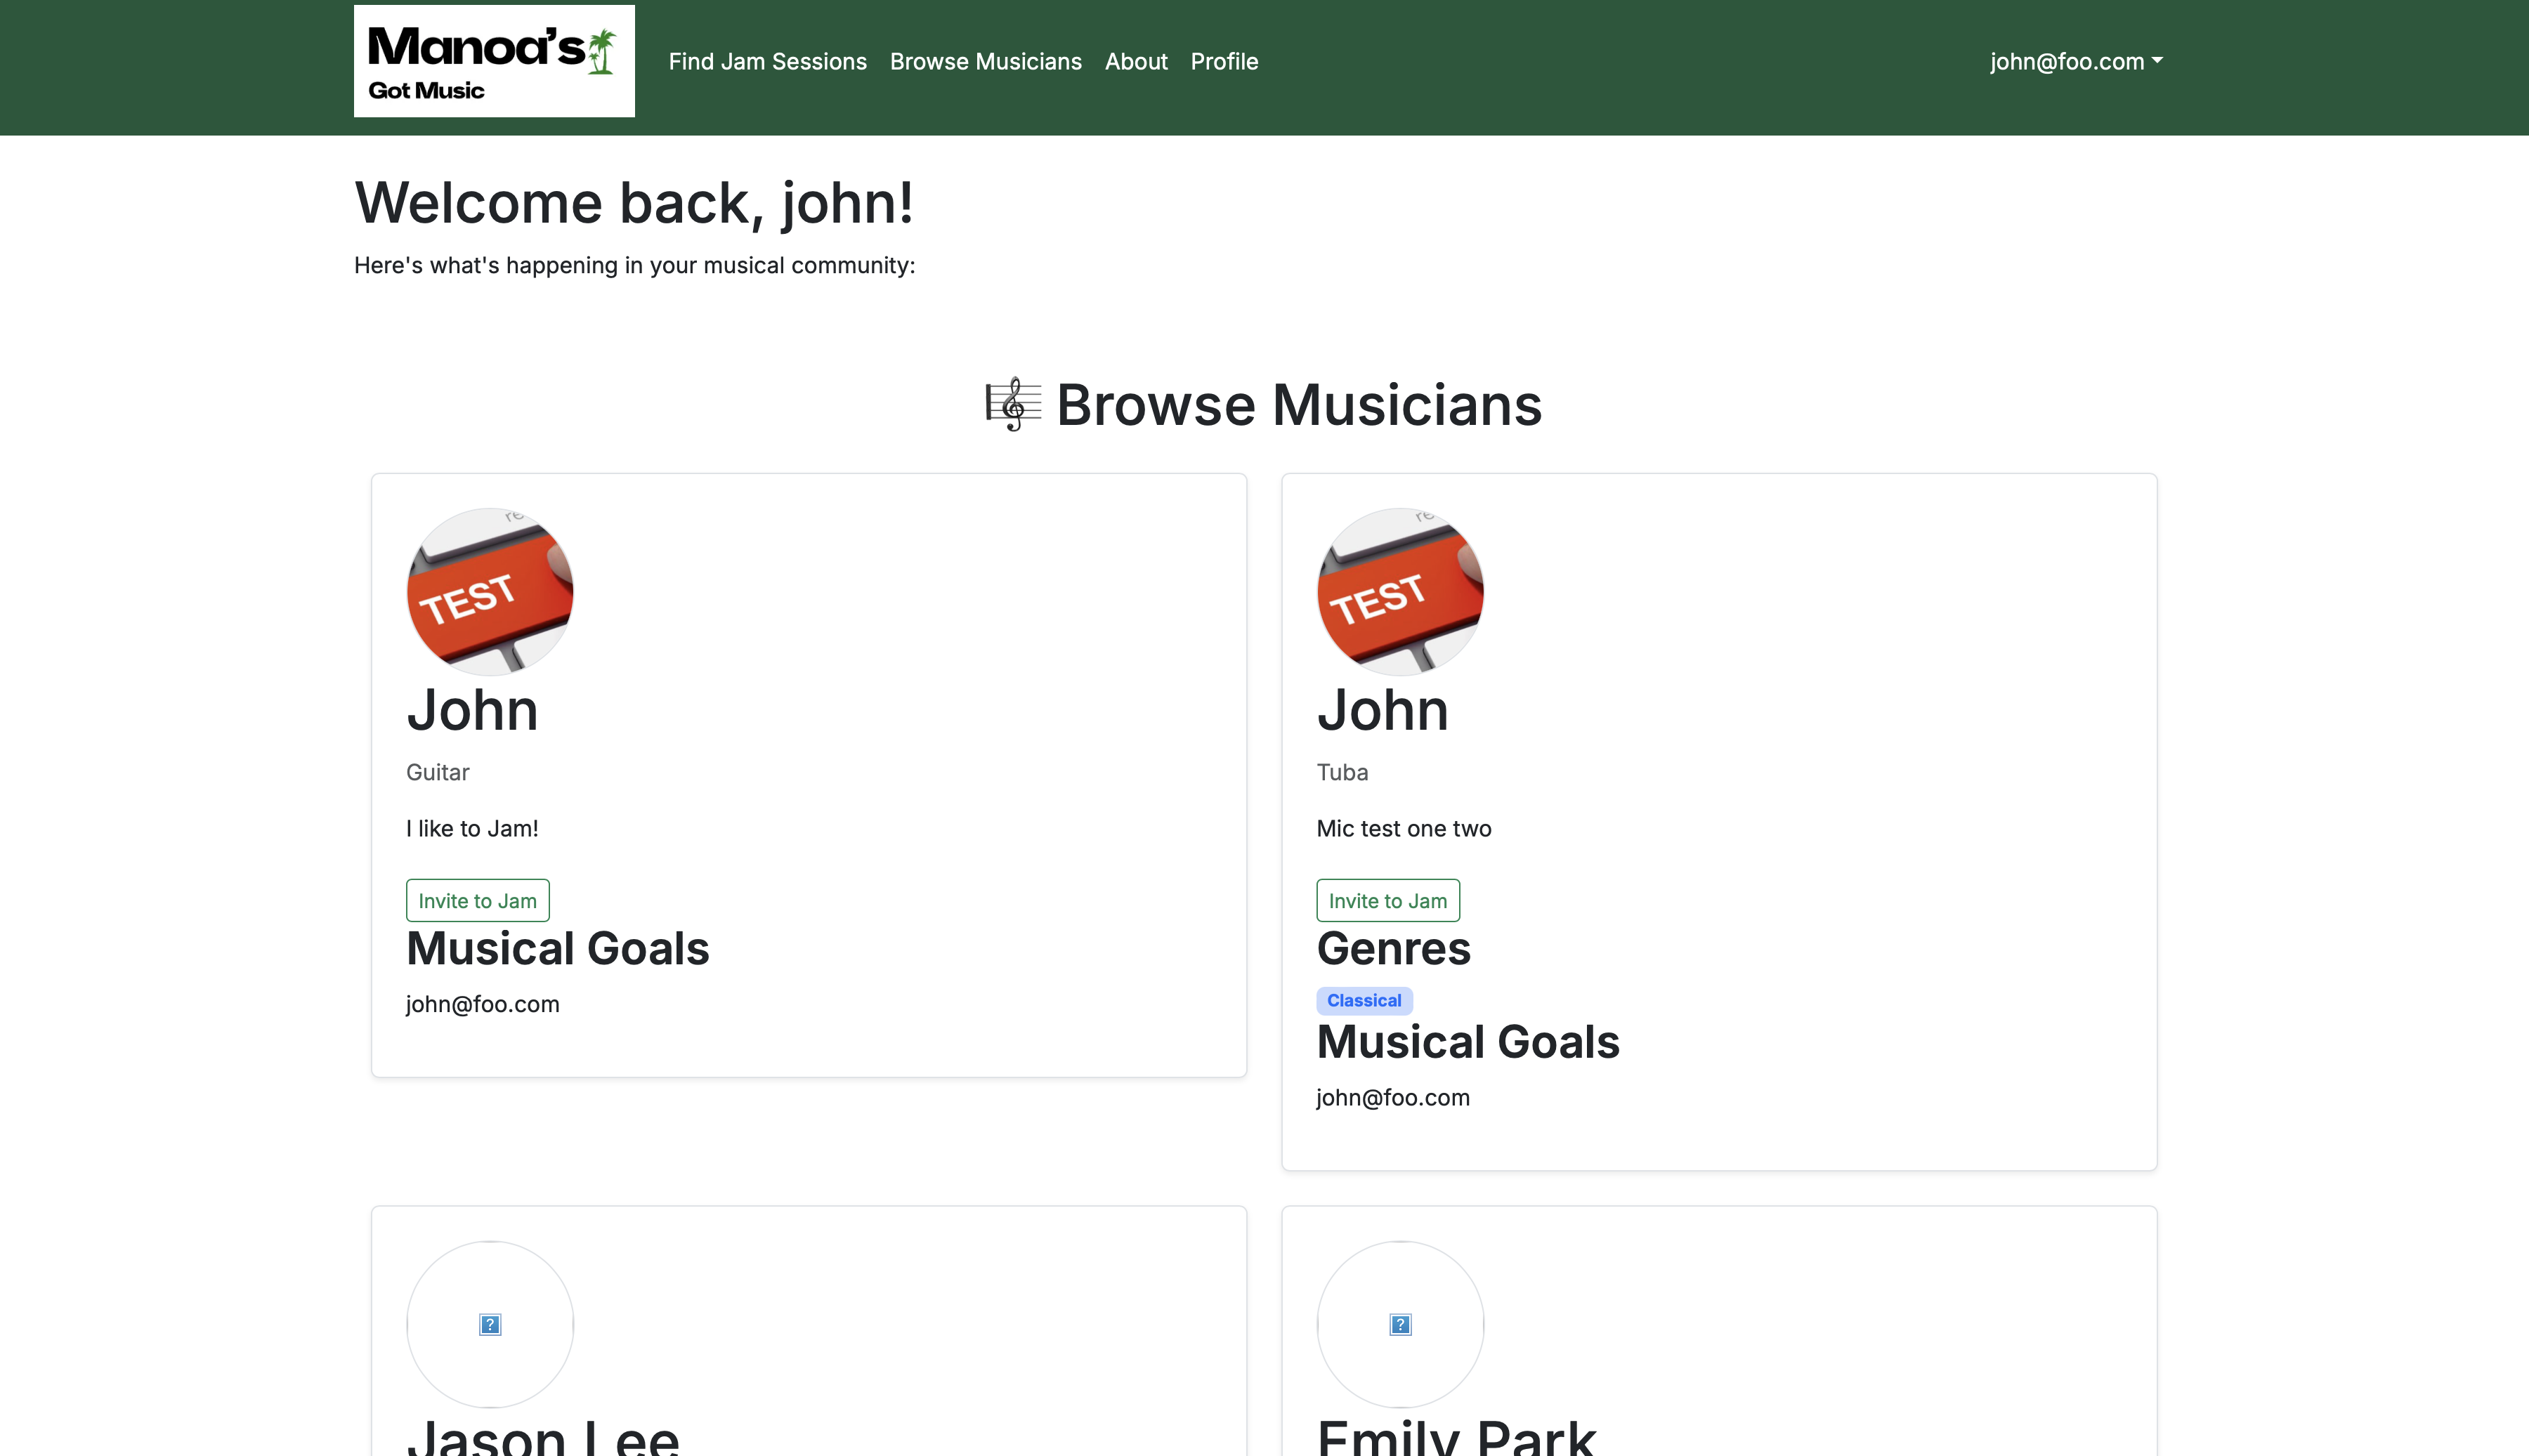 Manoa's
Got Music
Find Jam Sessions Browse Musicians About Profile
john@foo.com
Welcome back, john!
Here's what's happening in your musical community:
Browse Musicians
TEST
John
Guitar
I like to Jam!
Invite to Jam
Musical Goals
john@foo.com
TEST
John
Tuba
Mic test one two
Invite to Jam
Genres
Classical
Musical Goals
john@foo.com
Jason Lee
Emily Park